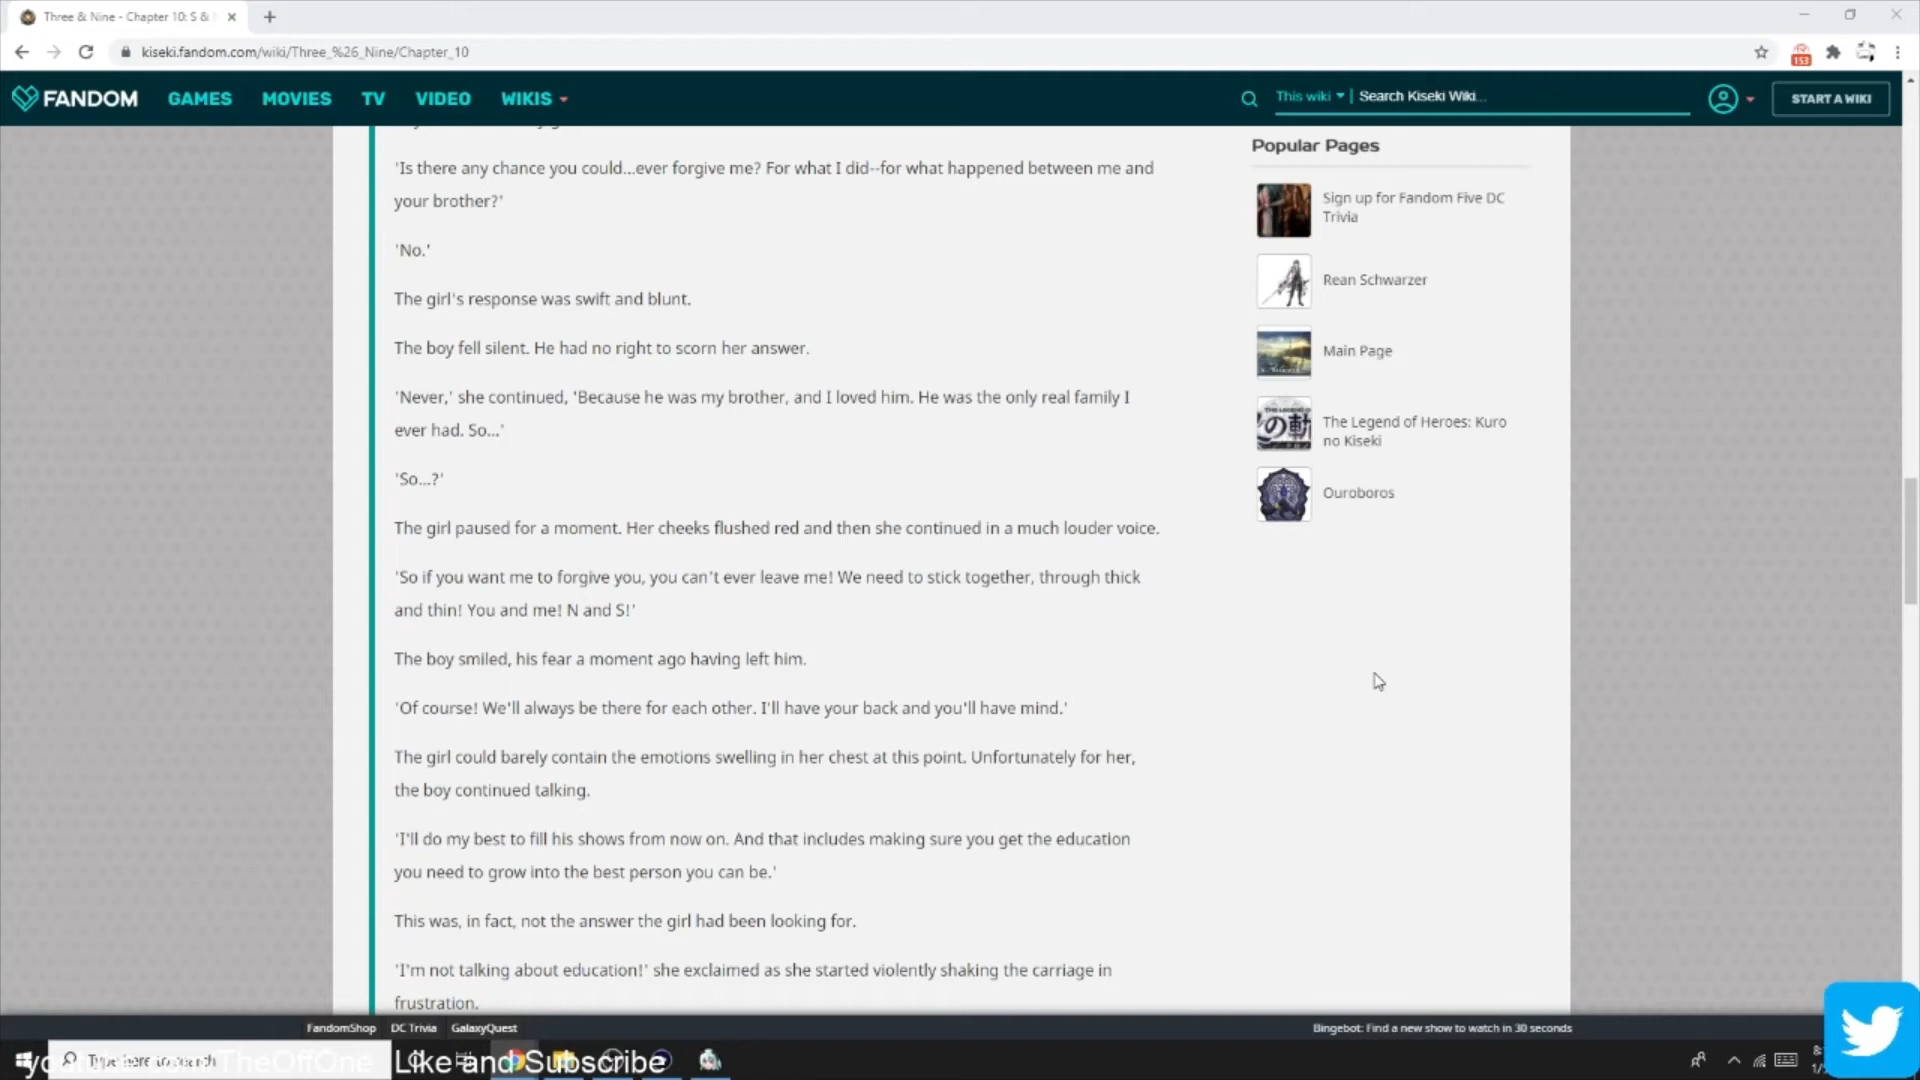 Three & Nine - Chapter 10: S &
kiseki.fandom.com/wiki/Three_%26_Nine/Chapter_10
153
FANDOM
GAMES
MOVIES
TV
VIDEO
WIKIS
This wiki
Search Kiseki Wiki...
START A WIKI
'Is there any chance you could...ever forgive me? For what I did--for what happened between me and
your brother?'
'No.'
The girl's response was swift and blunt.
The boy fell silent. He had no right to scorn her answer.
'Never,' she continued, 'Because he was my brother, and I loved him. He was the only real family I
ever had. So...'
'So...?'
The girl paused for a moment. Her cheeks flushed red and then she continued in a much louder voice.
'So if you want me to forgive you, you can't ever leave me! We need to stick together, through thick
and thin! You and me! N and S!'
The boy smiled, his fear a moment ago having left him.
'Of course! We'll always be there for each other. I'll have your back and you'll have mind.'
The girl could barely contain the emotions swelling in her chest at this point. Unfortunately for her,
the boy continued talking.
'I'll do my best to fill his shows from now on. And that includes making sure you get the education
you need to grow into the best person you can be.'
This was, in fact, not the answer the girl had been looking for.
'I'm not talking about education!' she exclaimed as she started violently shaking the carriage in
frustration.
Popular Pages
Sign up for Fandom Five DC
Trivia
Rean Schwarzer
Main Page
の軌
The Legend of Heroes: Kuro
no Kiseki
Ouroboros
FandomShop
DC Trivia
GalaxyQuest
Bingebot: Find a new show to watch in 30 seconds
Type here to search
youtube.com/TheOffOne
Like and Subscribe